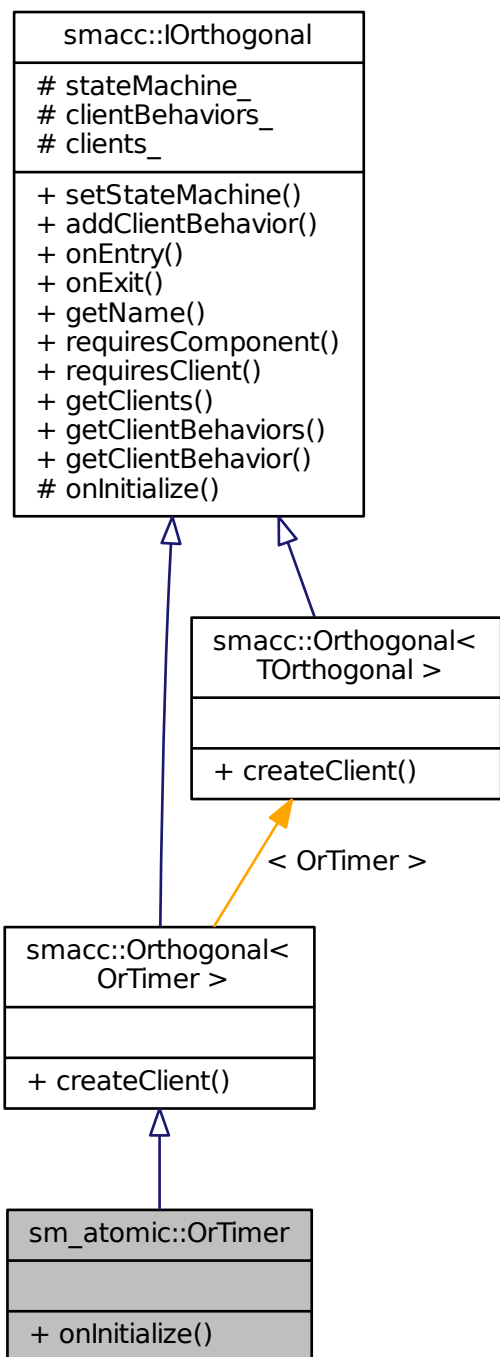 smacc::IOrthogonal
# stateMachine_
# clientBehaviors_
# clients_
+ setStateMachine()
+ addClientBehavior()
+ onEntry()
+ onExit()
+ getName()
+ requiresComponent()
+ requiresClient()
+ getClients()
+ getClientBehaviors()
+ getClientBehavior()
# onInitialize()
smacc::Orthogonal<
TOrthogonal >
+ createClient()
< OrTimer >
smacc::Orthogonal<
OrTimer >
+ createClient()
sm_atomic::OrTimer
+ onInitialize()